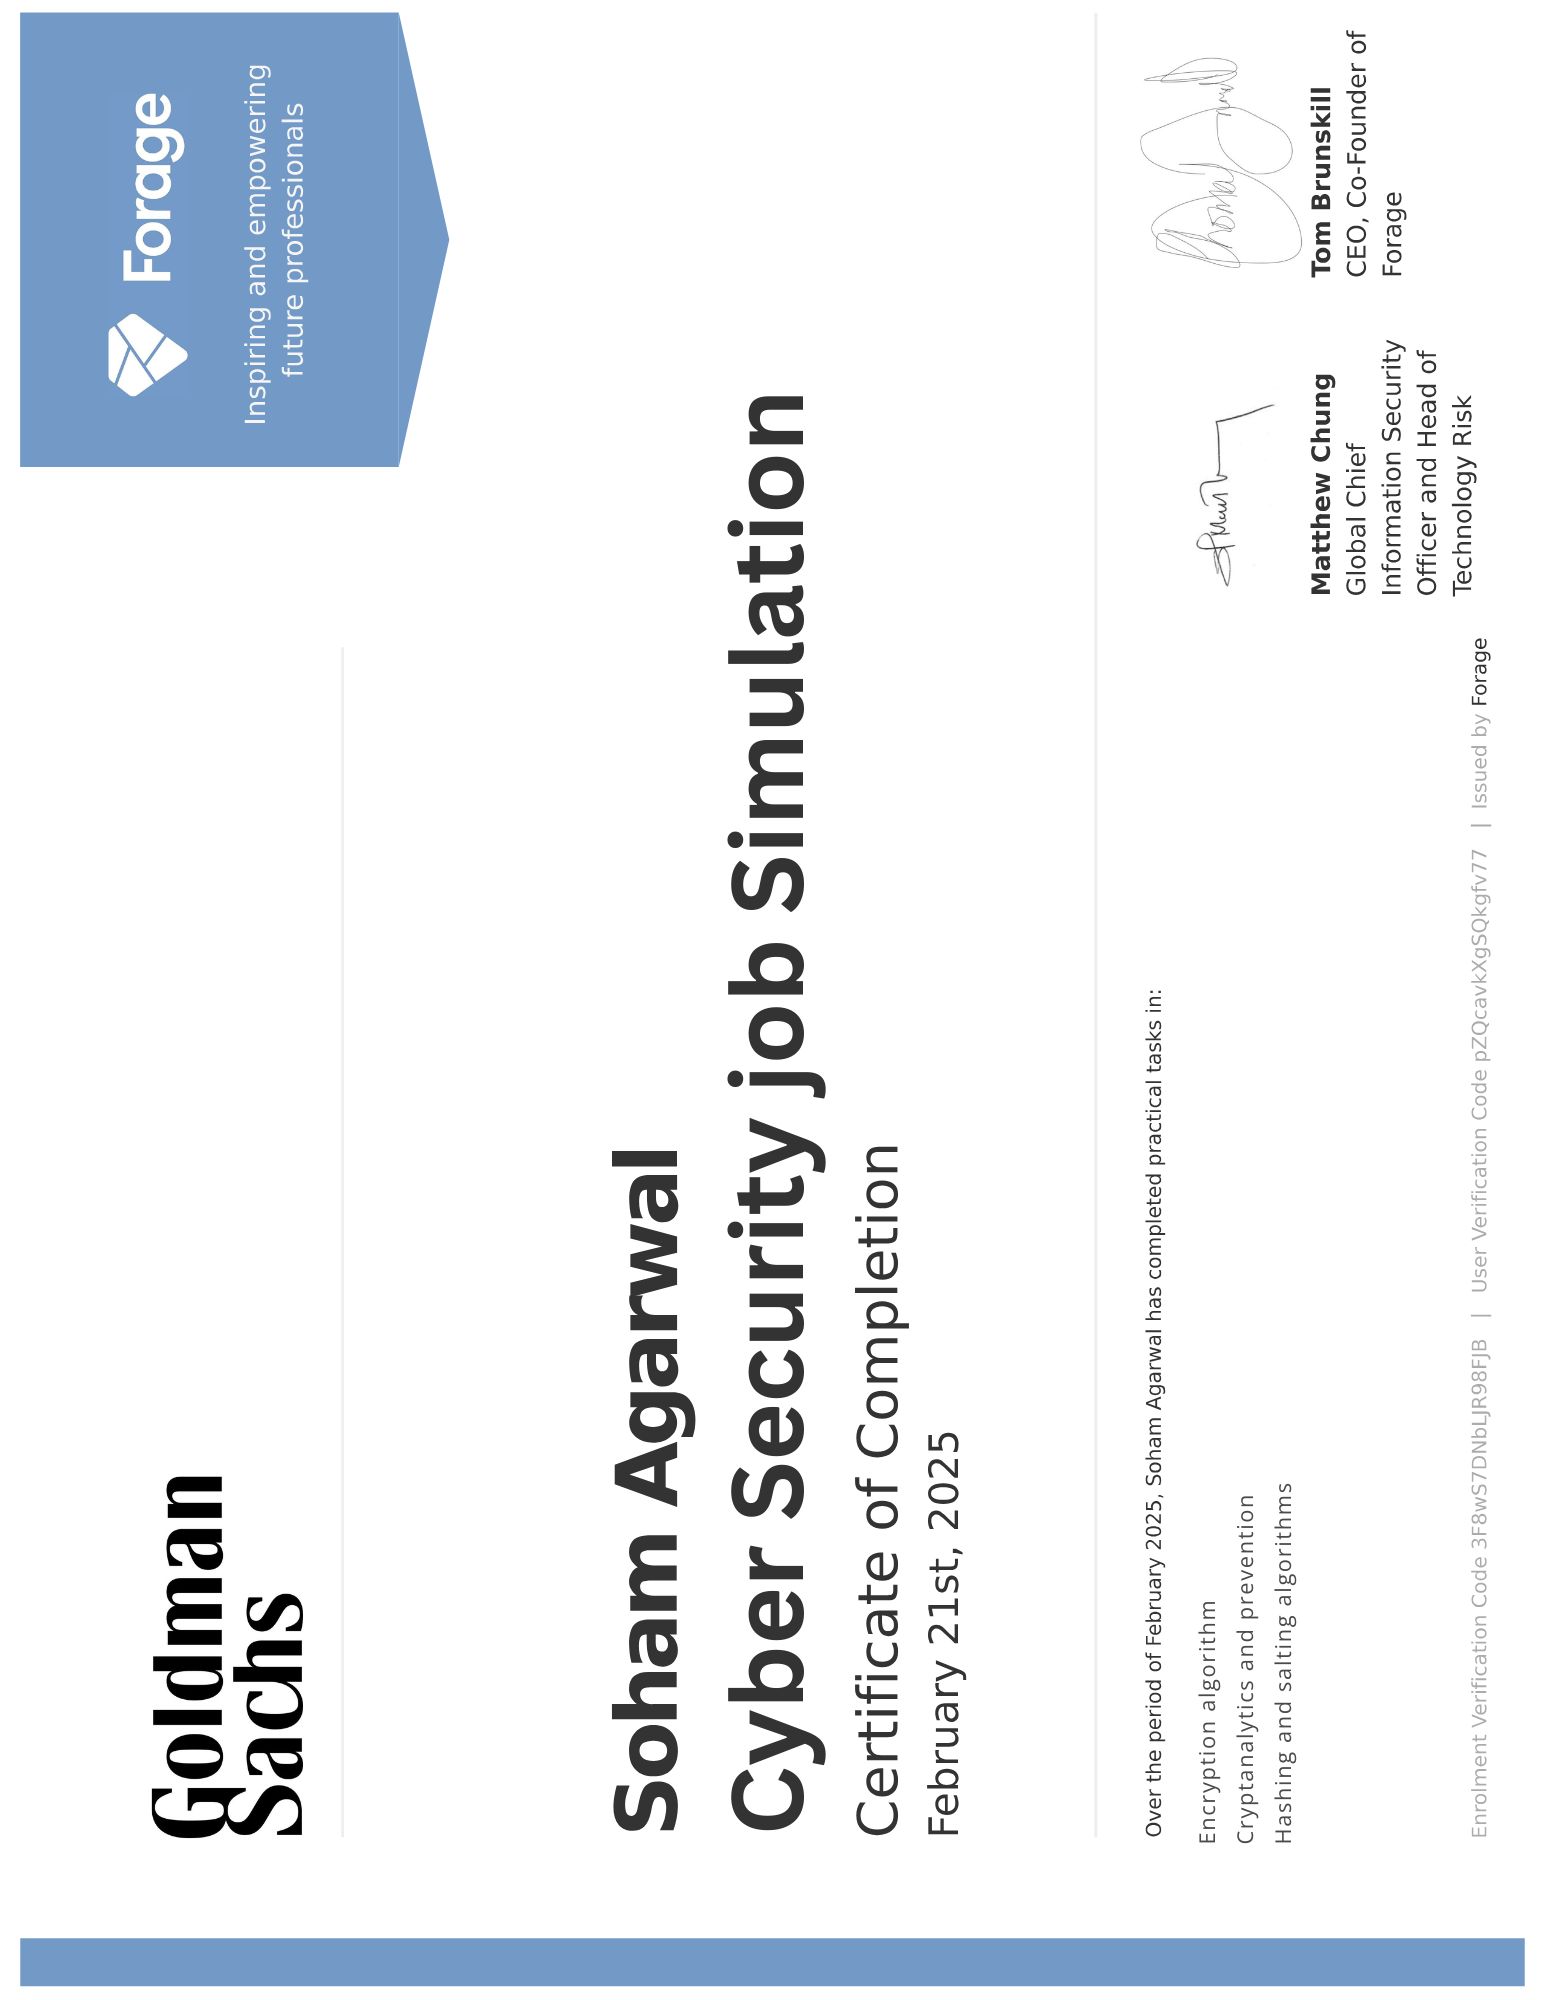 Goldman
Sachs
Forage
Inspiring and empowering
future professionals
Soham Agarwal
Cyber Security job Simulation
Certificate of Completion
February 21st, 2025
Over the period of February 2025, Soham Agarwal has completed practical tasks in:
Encryption algorithm
Cryptanalytics and prevention
Hashing and salting algorithms
Matthew Chung
Global Chief
Information Security
Officer and Head of
Technology Risk
Tom Brunskill
CEO, Co-Founder of
Forage
Enrolment Verification Code 3F8wS7DNbLJR98FJB | User Verification Code pZQcavkXgSQkgfv77 | Issued by Forage